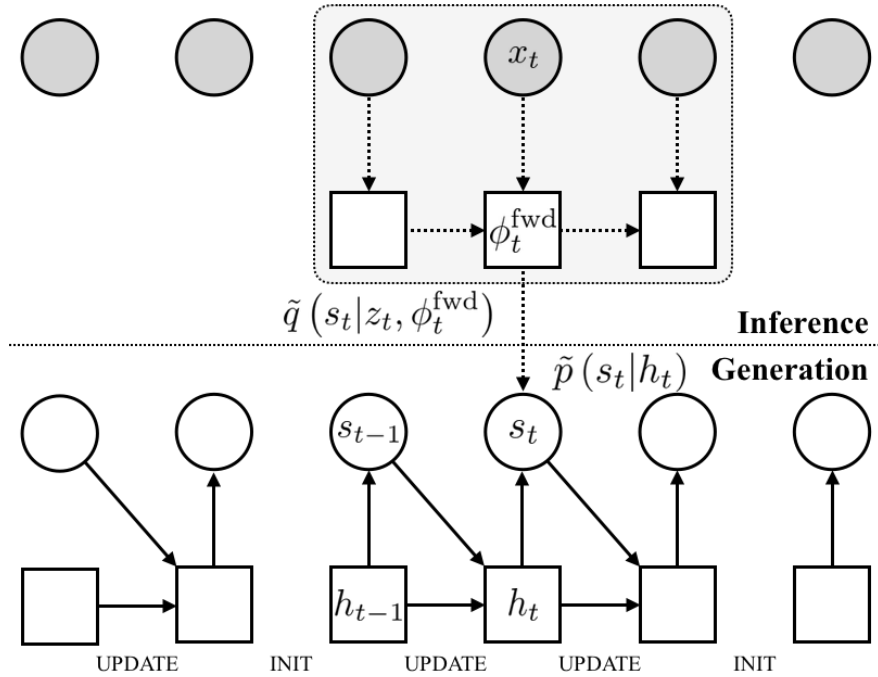 x_t
ϕ_t^fwd
q̃ (s_t|z_t, ϕ_t^fwd)
Inference
p̃ (s_t|h_t)
Generation
s_{t−1} s_t
h_{t−1} h_t
UPDATE INIT UPDATE UPDATE INIT